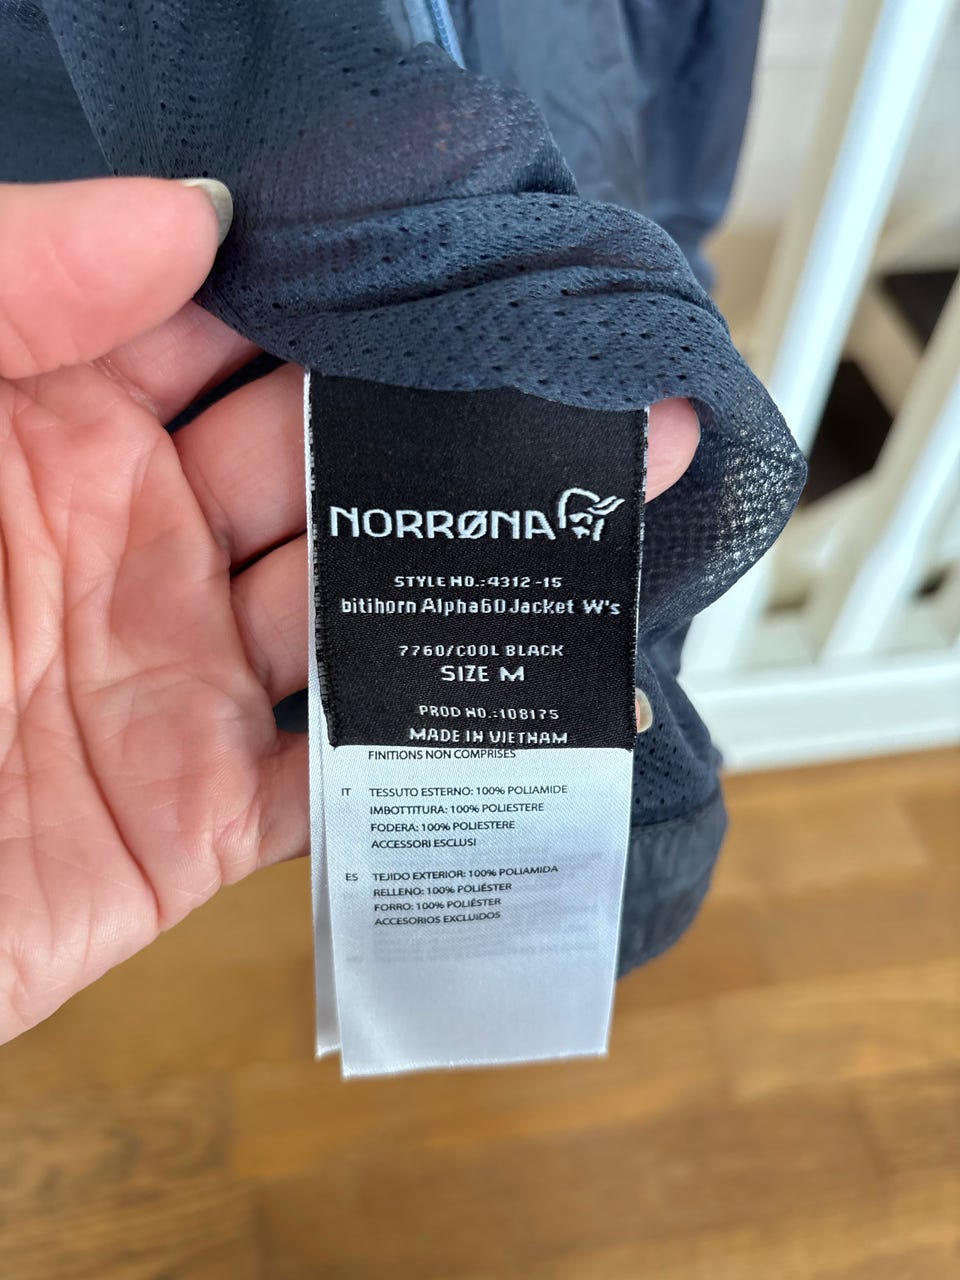 NORRØNA
STYLE NO.:4312-15
bitihorn Alpha60 Jacket W's
7760/COOL BLACK
SIZE M
PROD NO.:108175
MADE IN VIETNAM
FINITIONS NON COMPRISES
IT TESSUTO ESTERNO: 100% POLIAMIDE
IMBOTTITURA: 100% POLIESTERE
FODERA: 100% POLIESTERE
ACCESSORI ESCLUSI
ES TEJIDO EXTERIOR: 100% POLIAMIDA
RELLENO: 100% POLIÉSTER
FORRO: 100% POLIÉSTER
ACCESORIOS EXCLUIDOS